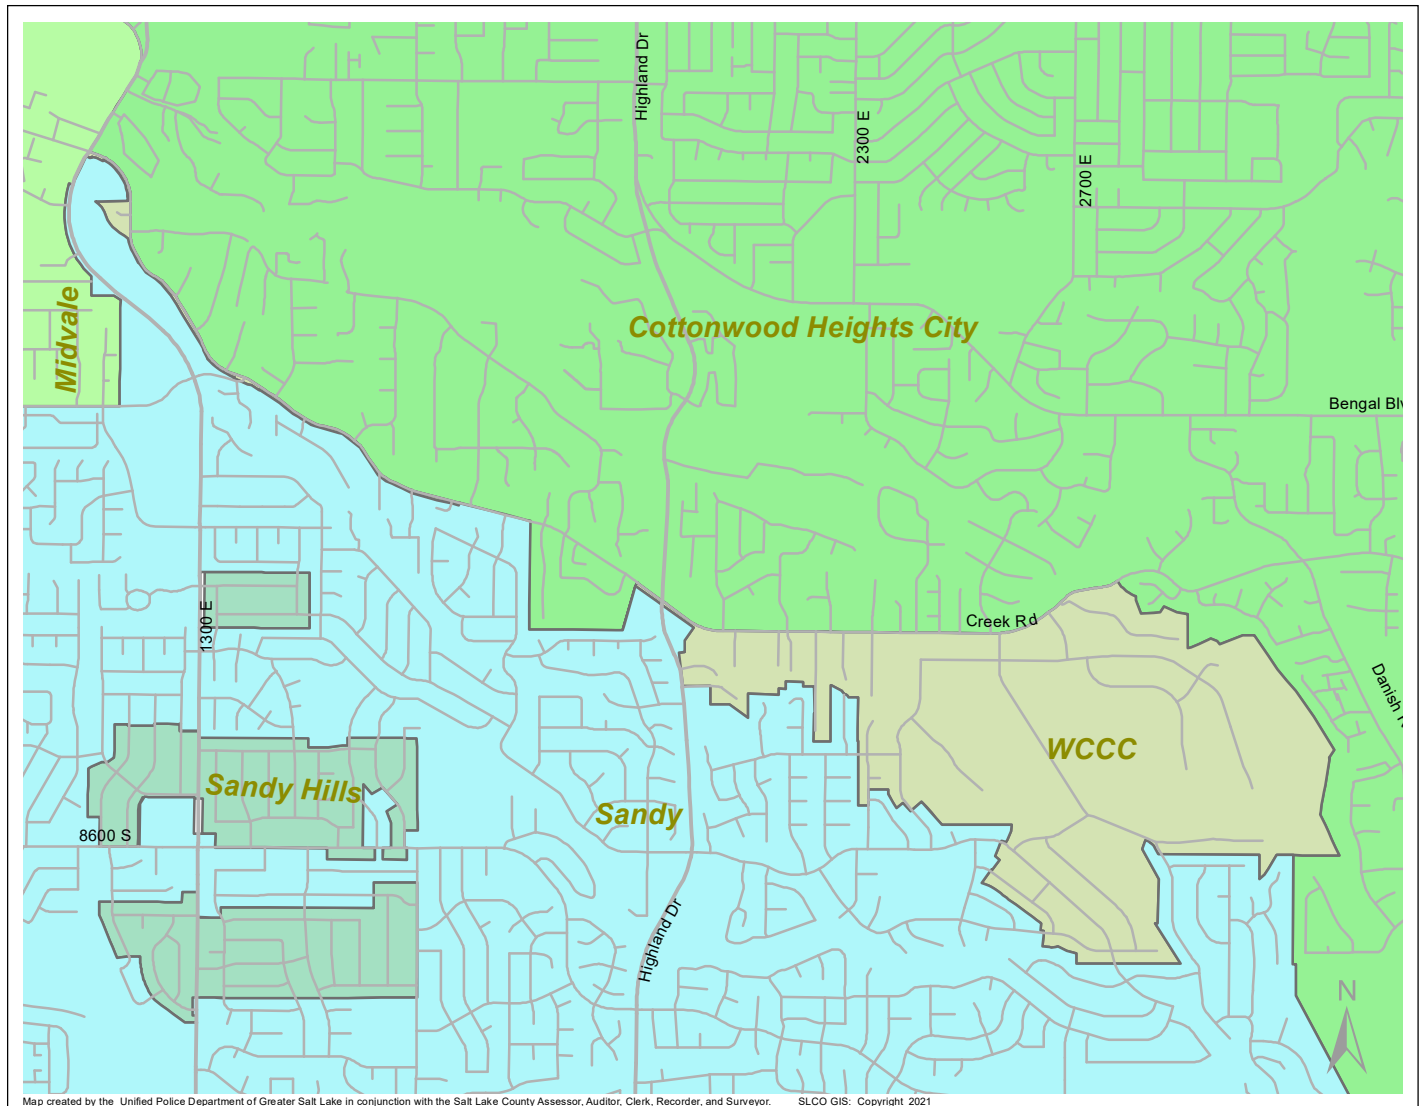 Highland Dr
2300 E
2700 E
Midvale
Cottonwood Heights City
Bengal Blv
Creek Rd
1300 E
Danish
WCCC
Sandy Hills
Sandy
8600 S
Highland Dr
N
Map created by the Unified Police Department of Greater Salt Lake in conjunction with the Salt Lake County Assessor, Auditor, Clerk, Recorder, and Surveyor. SLCO GIS: Copyright 2021